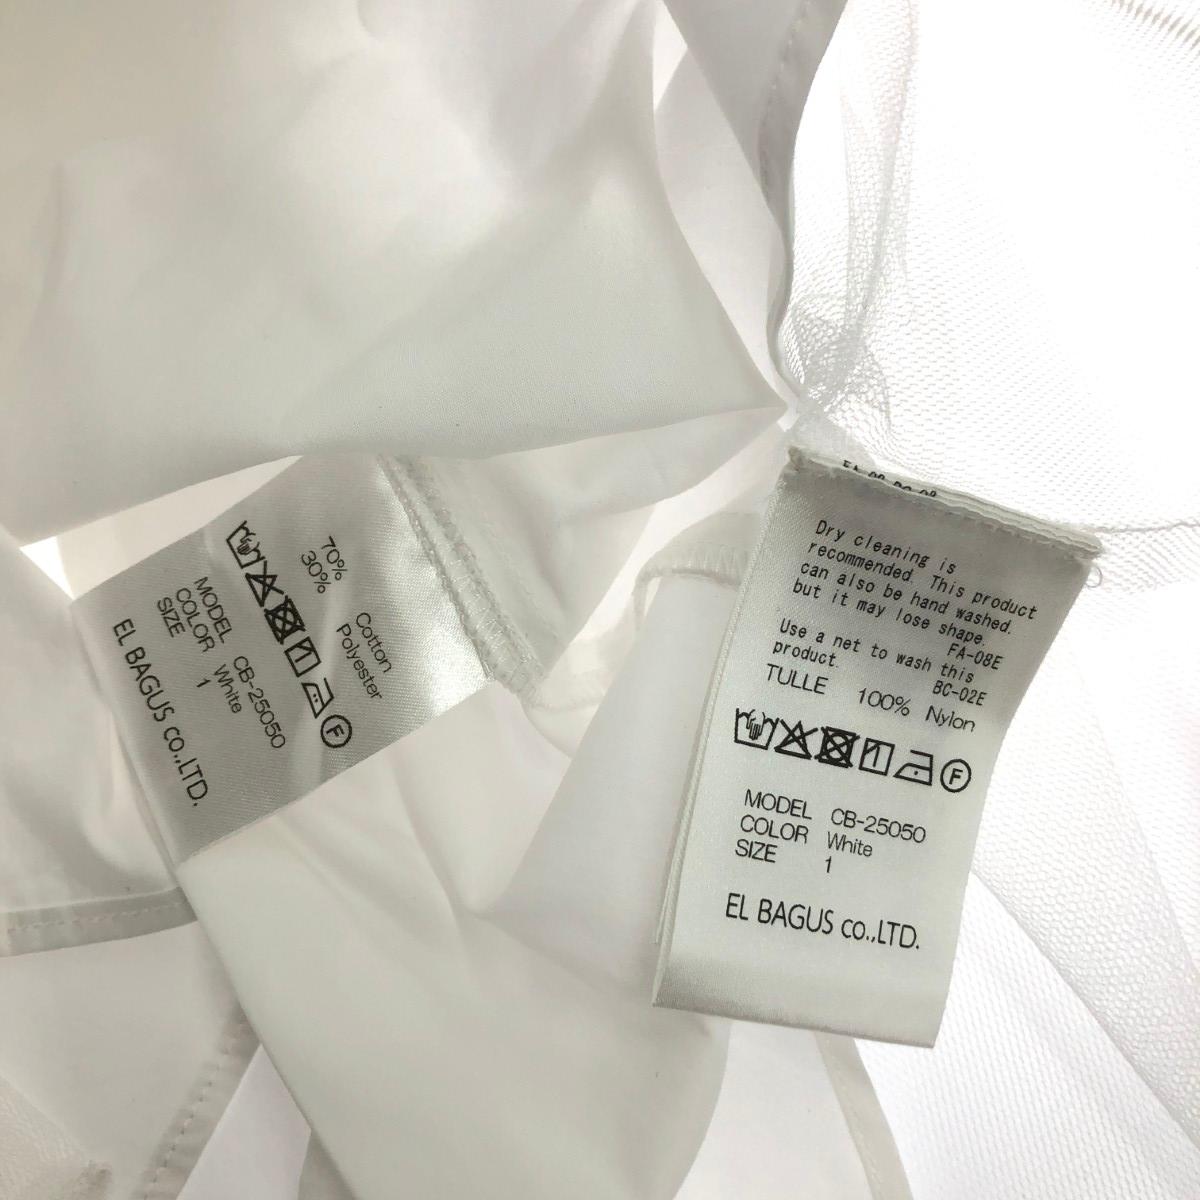 70% Cotton
30% Polyester
F
MODEL CB-25050
COLOR White
SIZE 1
EL BAGUS co.,LTD.
Dry cleaning is
recommended. This product
can also be hand washed.
but it may lose shape.
FA-08E
Use a net to wash this
product.
BC-02E
TULLE 100% Nylon
F
MODEL CB-25050
COLOR White
SIZE 1
EL BAGUS co.,LTD.